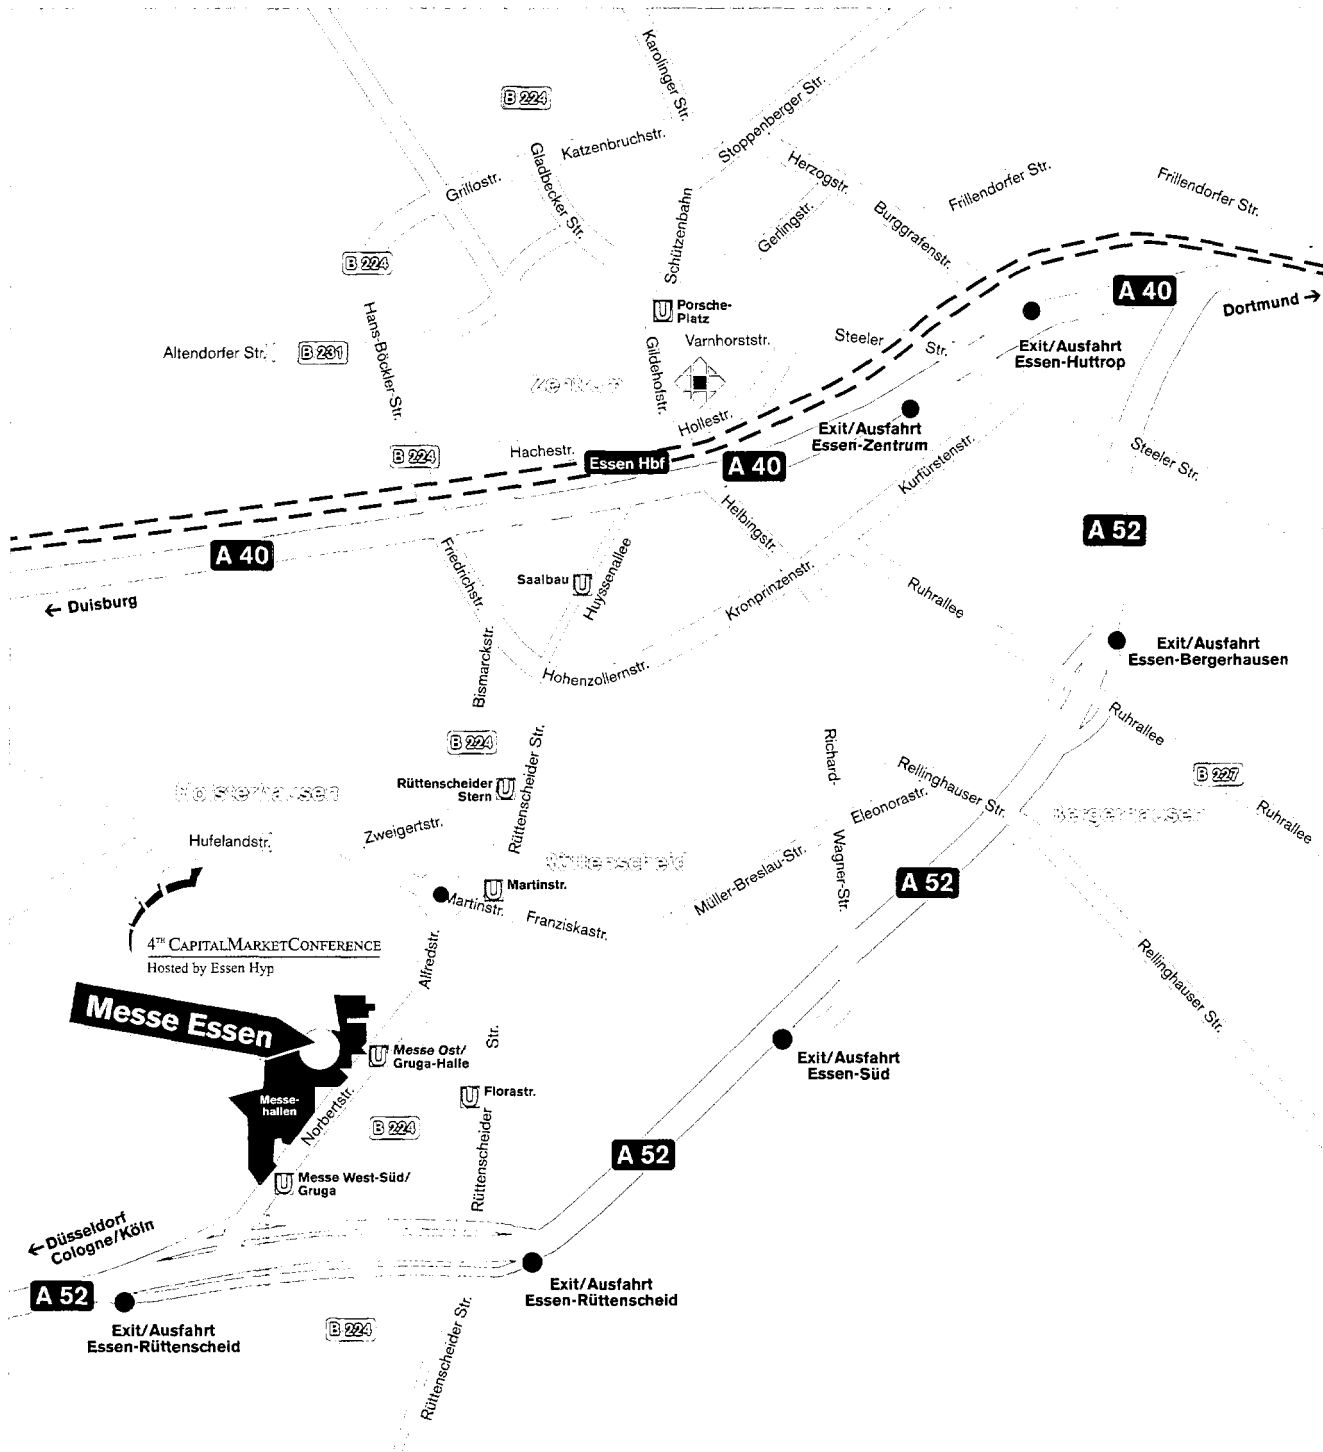 Karolinger Str.
B 224
Stoppenberger Str.
Katzenbruchstr.
Gladbecker Str.
Grillostr.
Herzogstr.
Frillendorfer Str.
Frillendorfer Str.
Schützenbahn
Gerlingstr.
Burggrafenstr.
B 224
A 40
Dortmund →
Hans-Böckler-Str.
Porsche-
Platz
Varnhorststr.
Steeler
Str.
Exit/Ausfahrt
Essen-Huttrop
Altendorfer Str.
B 231
Gildehofstr.
Zentrum
Hollestr.
Exit/Ausfahrt
Essen-Zentrum
Hachestr.
B 224
Essen Hbf
A 40
Kurfürstenstr.
Steeler Str.
Helbingstr.
A 52
A 40
Friedrichstr.
Saalbau
Huyssenallee
Kronprinzenstr.
Ruhrallee
← Duisburg
Exit/Ausfahrt
Essen-Bergerhausen
Bismarckstr.
Hohenzollernstr.
Ruhrallee
B 224
Rüttenscheider Str.
Richard-
Rellinghauser Str.
B 227
Rüttenscheider
Stern
Holsterhausen
Eleonorastr.
Bergerhausen
Ruhrallee
Hufelandstr.
Zweigertstr.
Rüttenscheid
Wagner-Str.
Müller-Breslau-Str.
A 52
Martinstr.
Martinstr.
Franziskastr.
4TH CAPITALMARKETCONFERENCE
Hosted by Essen Hyp
Alfredstr.
Rellinghauser Str.
Messe Essen
Str.
Messe Ost/
Gruga-Halle
Exit/Ausfahrt
Essen-Süd
Messe-
hallen
Norbertstr.
Florastr.
B 224
Rüttenscheider
A 52
Messe West-Süd/
Gruga
← Düsseldorf
Cologne/Köln
A 52
Exit/Ausfahrt
Essen-Rüttenscheid
Exit/Ausfahrt
Essen-Rüttenscheid
B 224
Rüttenscheider Str.